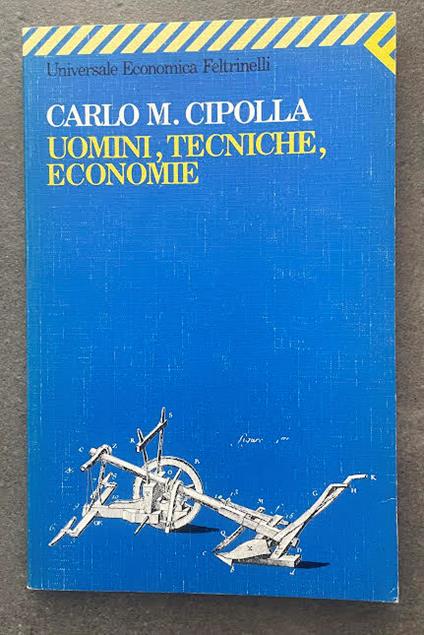 Universale Economica Feltrinelli
CARLO M. CIPOLLA
UOMINI, TECNICHE,
ECONOMIE